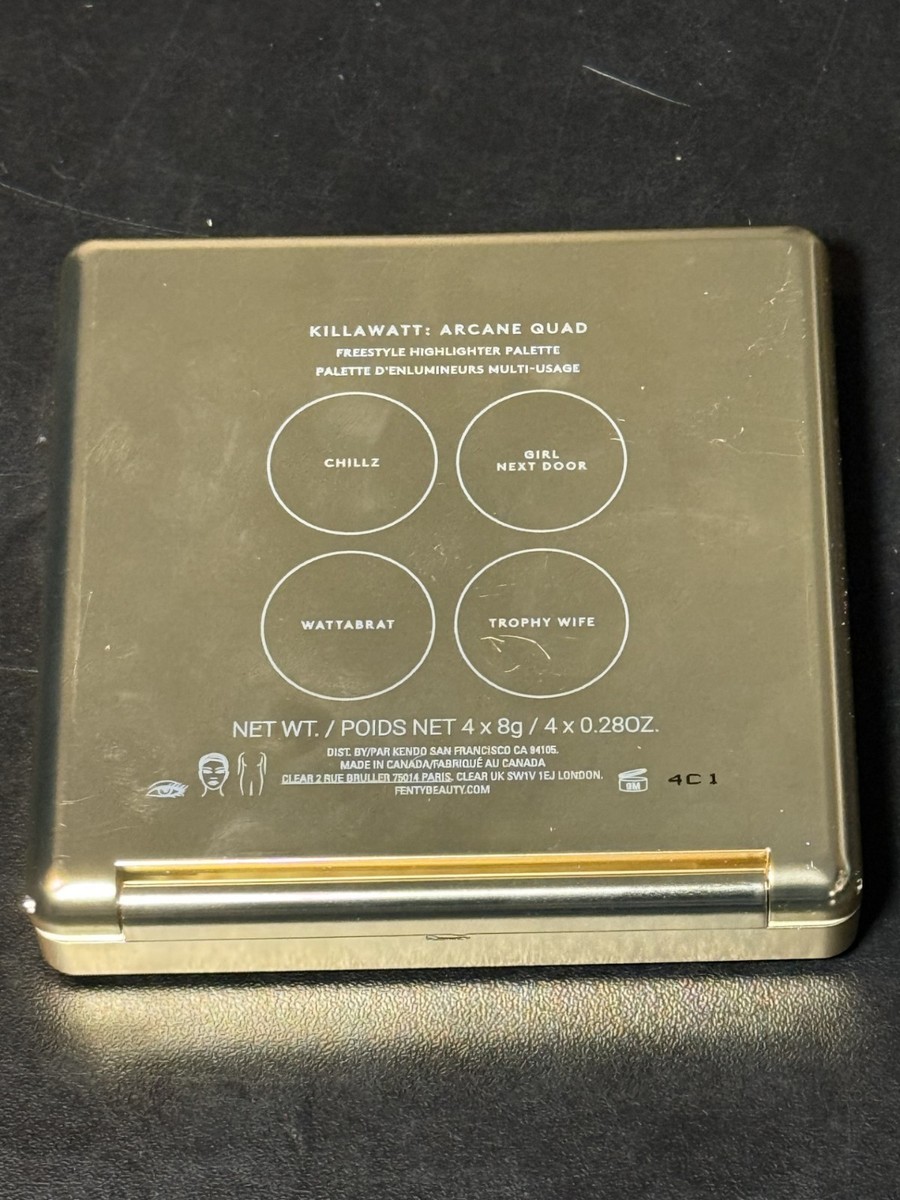 KILLAWATT: ARCANE QUAD
FREESTYLE HIGHLIGHTER PALETTE
PALETTE D'ENLUMINEURS MULTI-USAGE
CHILLZ
GIRL
NEXT DOOR
WATTABRAT
TROPHY WIFE
NET WT. / POIDS NET 4 x 8g / 4 x 0.28OZ.
DIST. BY/PAR KENDO SAN FRANCISCO CA 94105.
MADE IN CANADA/FABRIQUÉ AU CANADA
CLEAR 2 RUE BRULLER 75014 PARIS. CLEAR UK SW1V 1EJ LONDON.
FENTYBEAUTY.COM
9M
4C1